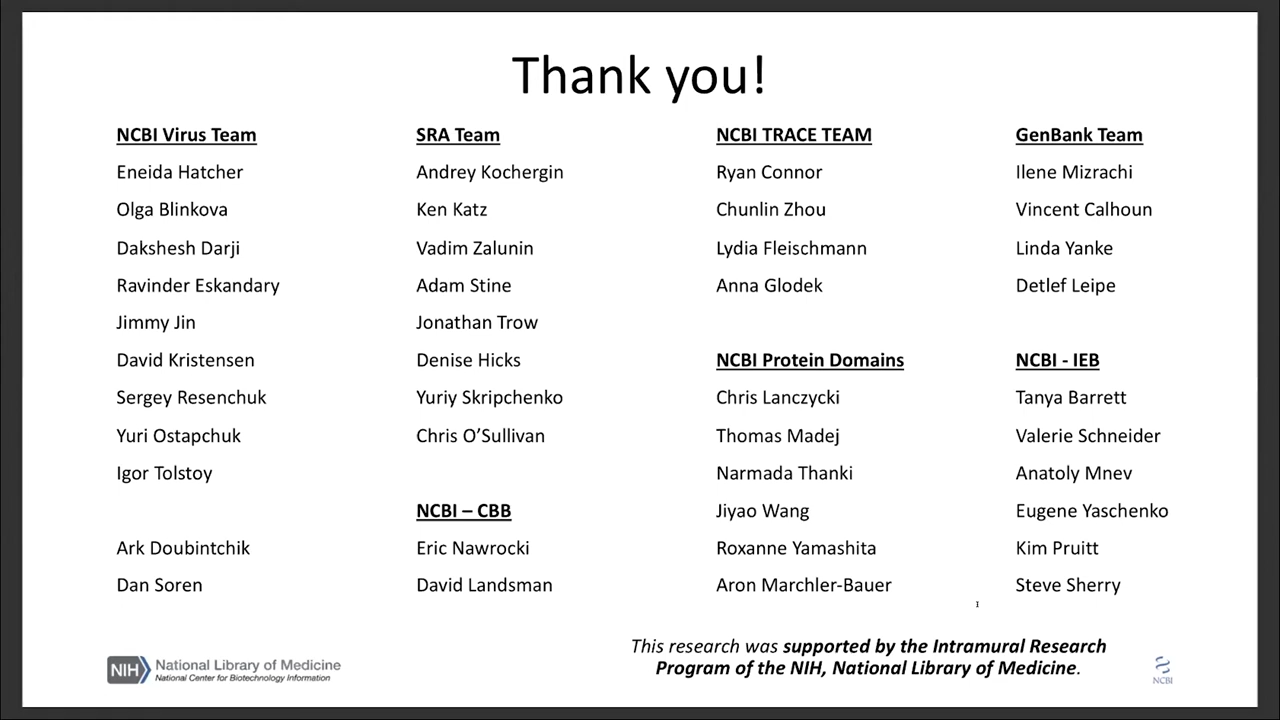 Thank you!
NCBI Virus Team
Eneida Hatcher
Olga Blinkova
Dakshesh Darji
Ravinder Eskandary
Jimmy Jin
David Kristensen
Sergey Resenchuk
Yuri Ostapchuk
Igor Tolstoy
Ark Doubintchik
Dan Soren
SRA Team
Andrey Kochergin
Ken Katz
Vadim Zalunin
Adam Stine
Jonathan Trow
Denise Hicks
Yuriy Skripchenko
Chris O’Sullivan
NCBI – CBB
Eric Nawrocki
David Landsman
NCBI TRACE TEAM
Ryan Connor
Chunlin Zhou
Lydia Fleischmann
Anna Glodek
NCBI Protein Domains
Chris Lanczycki
Thomas Madej
Narmada Thanki
Jiyao Wang
Roxanne Yamashita
Aron Marchler-Bauer
GenBank Team
Ilene Mizrachi
Vincent Calhoun
Linda Yanke
Detlef Leipe
NCBI - IEB
Tanya Barrett
Valerie Schneider
Anatoly Mnev
Eugene Yaschenko
Kim Pruitt
Steve Sherry
This research was supported by the Intramural Research
Program of the NIH, National Library of Medicine.
NIH National Library of Medicine
National Center for Biotechnology Information
NCBI